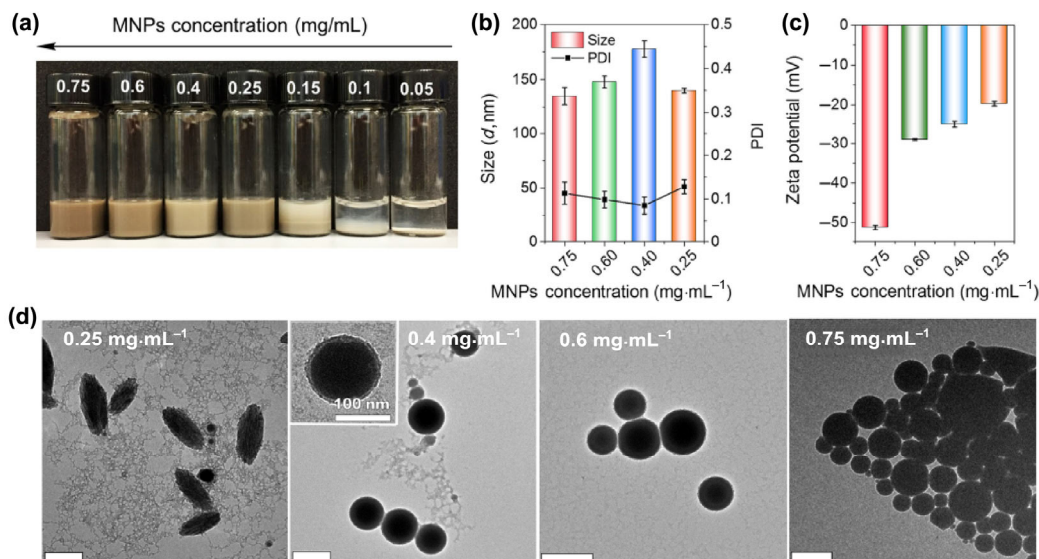 (a)
MNPs concentration (mg/mL)
0.75 0.6 0.4 0.25 0.15 0.1 0.05
(b)
200
150
100
50
0
Size (d, nm)
Size
PDI
0.5
0.4
0.3
0.2
0.1
0
PDI
0.75 0.60 0.40 0.25
MNPs concentration (mg·mL⁻¹)
(c)
0
−10
−20
−30
−40
−50
Zeta potential (mV)
0.75 0.60 0.40 0.25
MNPs concentration (mg·mL⁻¹)
(d)
0.25 mg·mL⁻¹
100 nm
0.4 mg·mL⁻¹
0.6 mg·mL⁻¹
0.75 mg·mL⁻¹